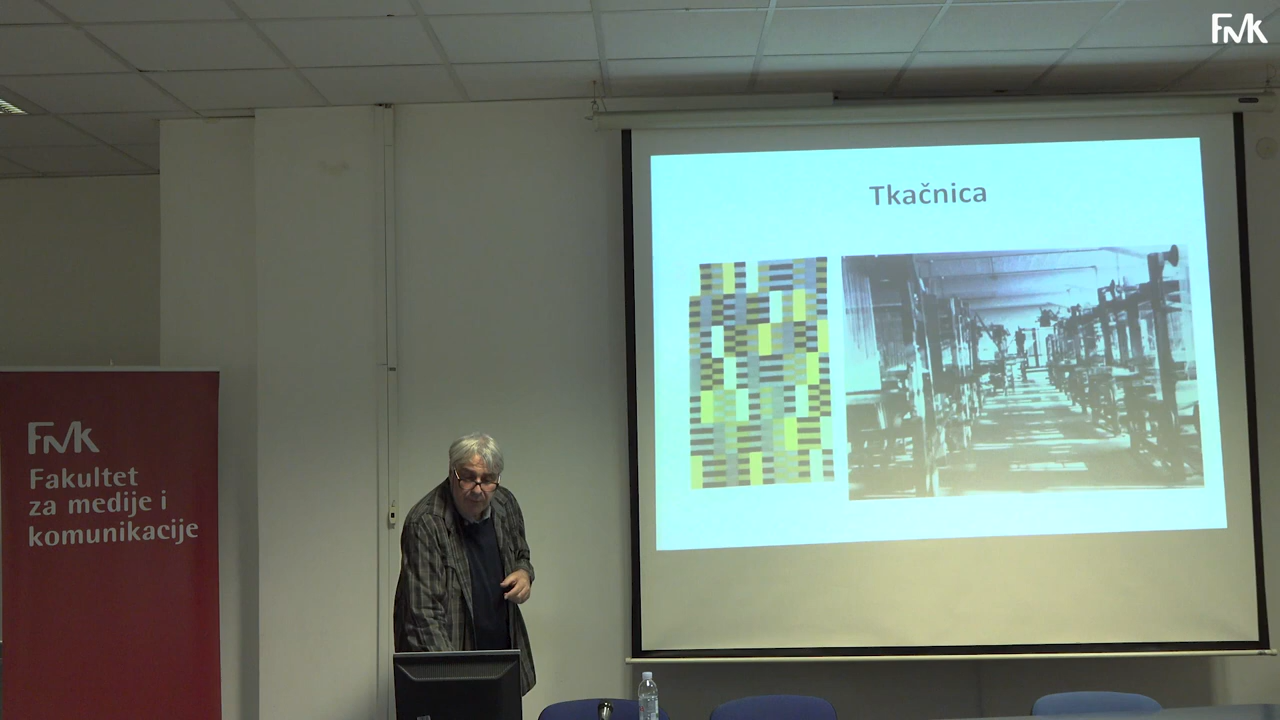 FMK
Tkačnica
FMK
Fakultet
za medije i
komunikacije